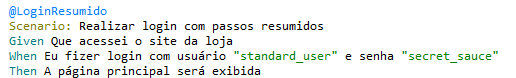 @LoginResumido
Scenario: Realizar login com passos resumidos
Given Que acessei o site da loja
When Eu fizer login com usuário "standard_user" e senha "secret_sauce"
Then A página principal será exibida